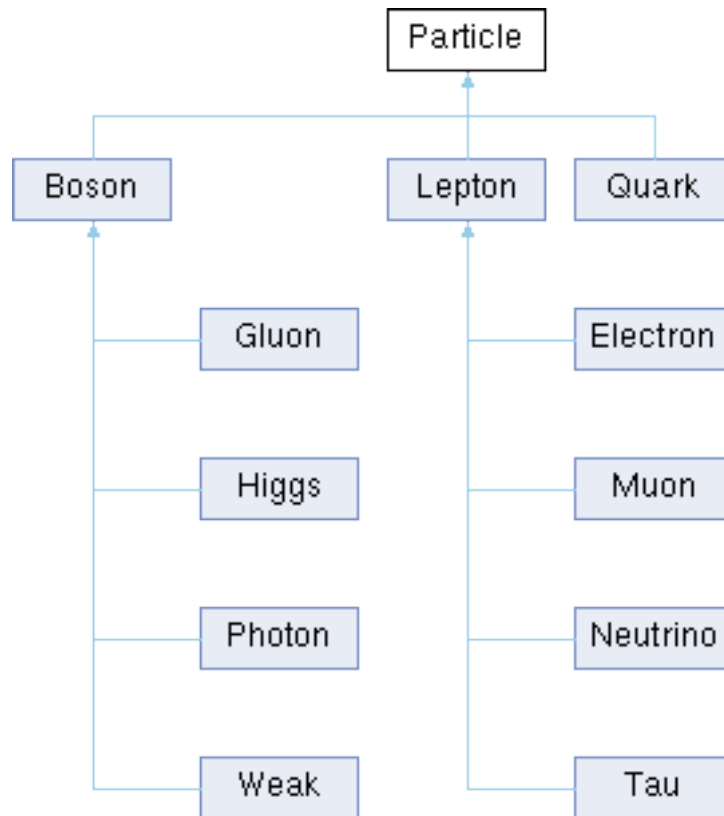 Particle
Boson
Lepton
Quark
Gluon
Electron
Higgs
Muon
Photon
Neutrino
Weak
Tau